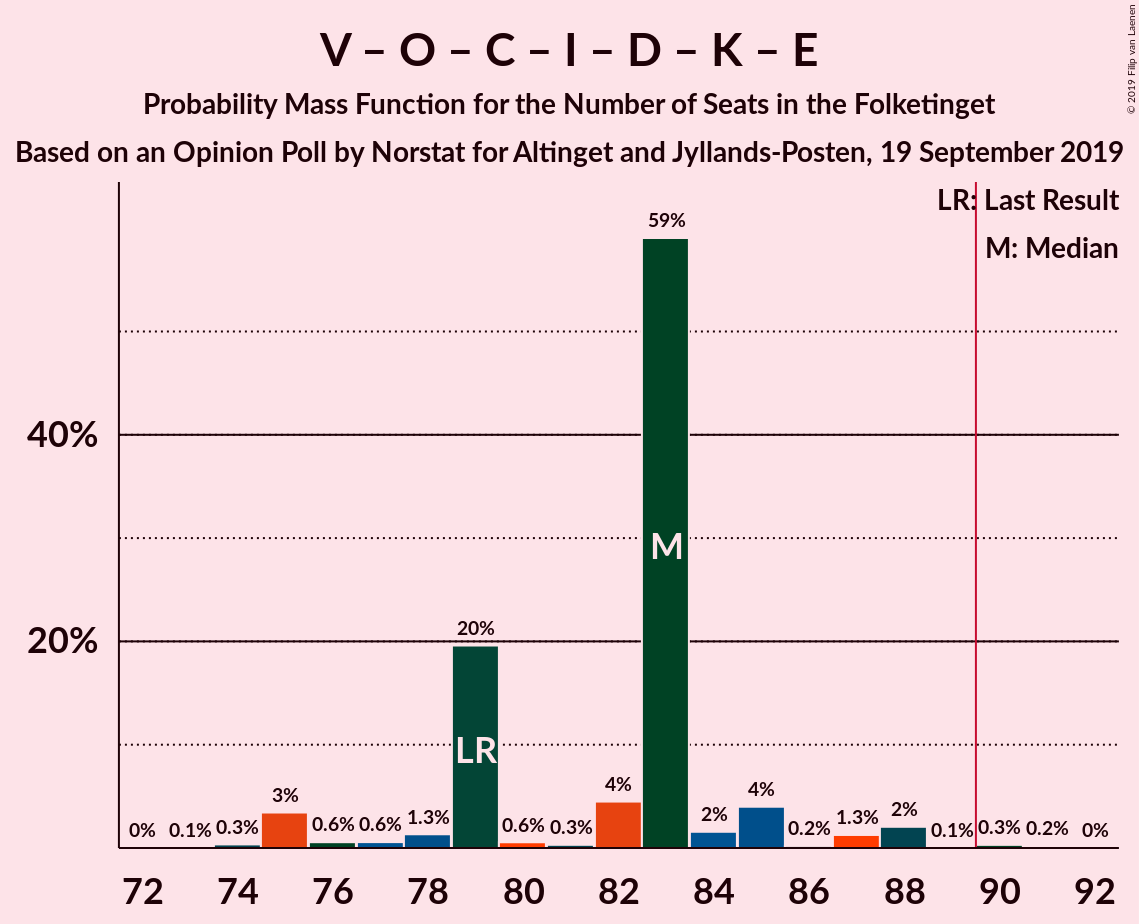 V – O – C – I – D – K – E
Probability Mass Function for the Number of Seats in the Folketinget
Based on an Opinion Poll by Norstat for Altinget and Jyllands-Posten, 19 September 2019
© 2019 Filip van Laenen
LR: Last Result
M: Median
59%
40%
M
20%
20%
LR
0%
0.1%
0.3%
3%
0.6%
0.6%
1.3%
0.6%
0.3%
4%
2%
4%
0.2%
1.3%
2%
0.1%
0.3%
0.2%
0%
72 74 76 78 80 82 84 86 88 90 92